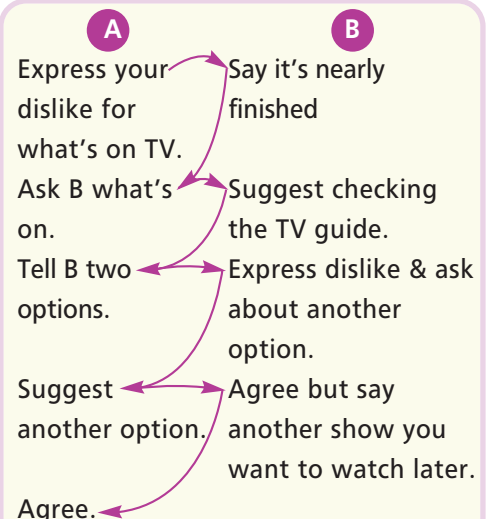 A
B
Express your
dislike for
what's on TV.
Say it's nearly
finished
Ask B what's
on.
Suggest checking
the TV guide.
Tell B two
options.
Express dislike & ask
about another
option.
Suggest
another option.
Agree but say
another show you
want to watch later.
Agree.